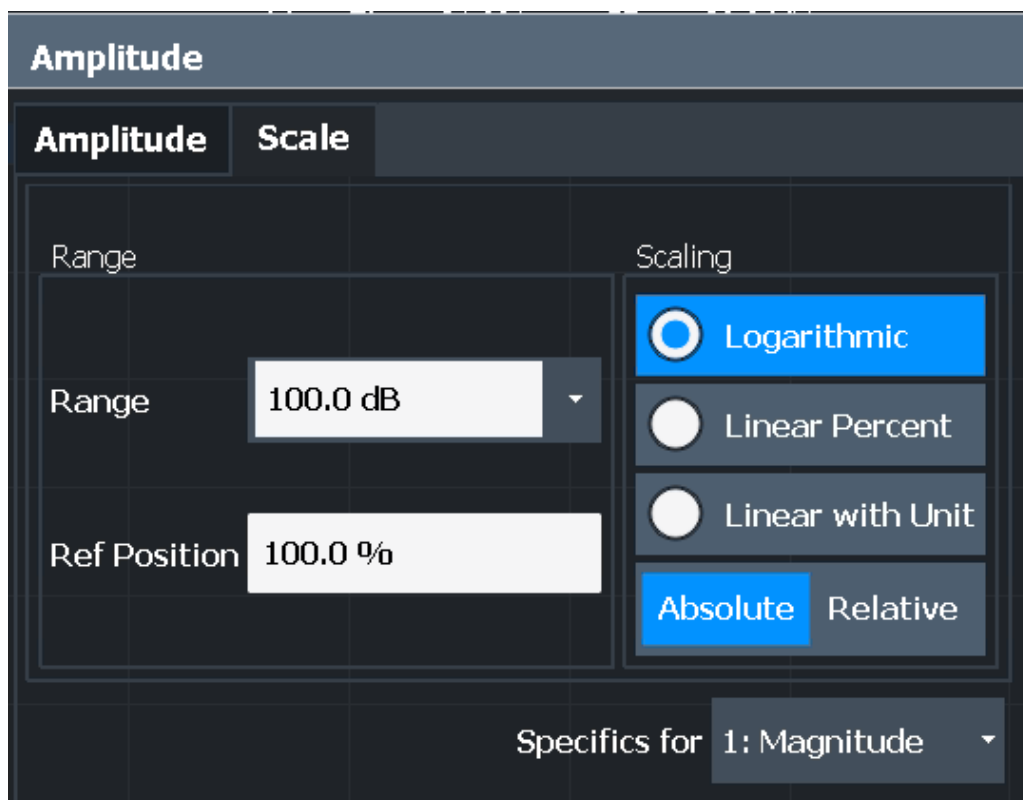 Amplitude
Amplitude Scale
Range
Range 100.0 dB
Ref Position 100.0 %
Scaling
Logarithmic
Linear Percent
Linear with Unit
Absolute Relative
Specifics for 1: Magnitude